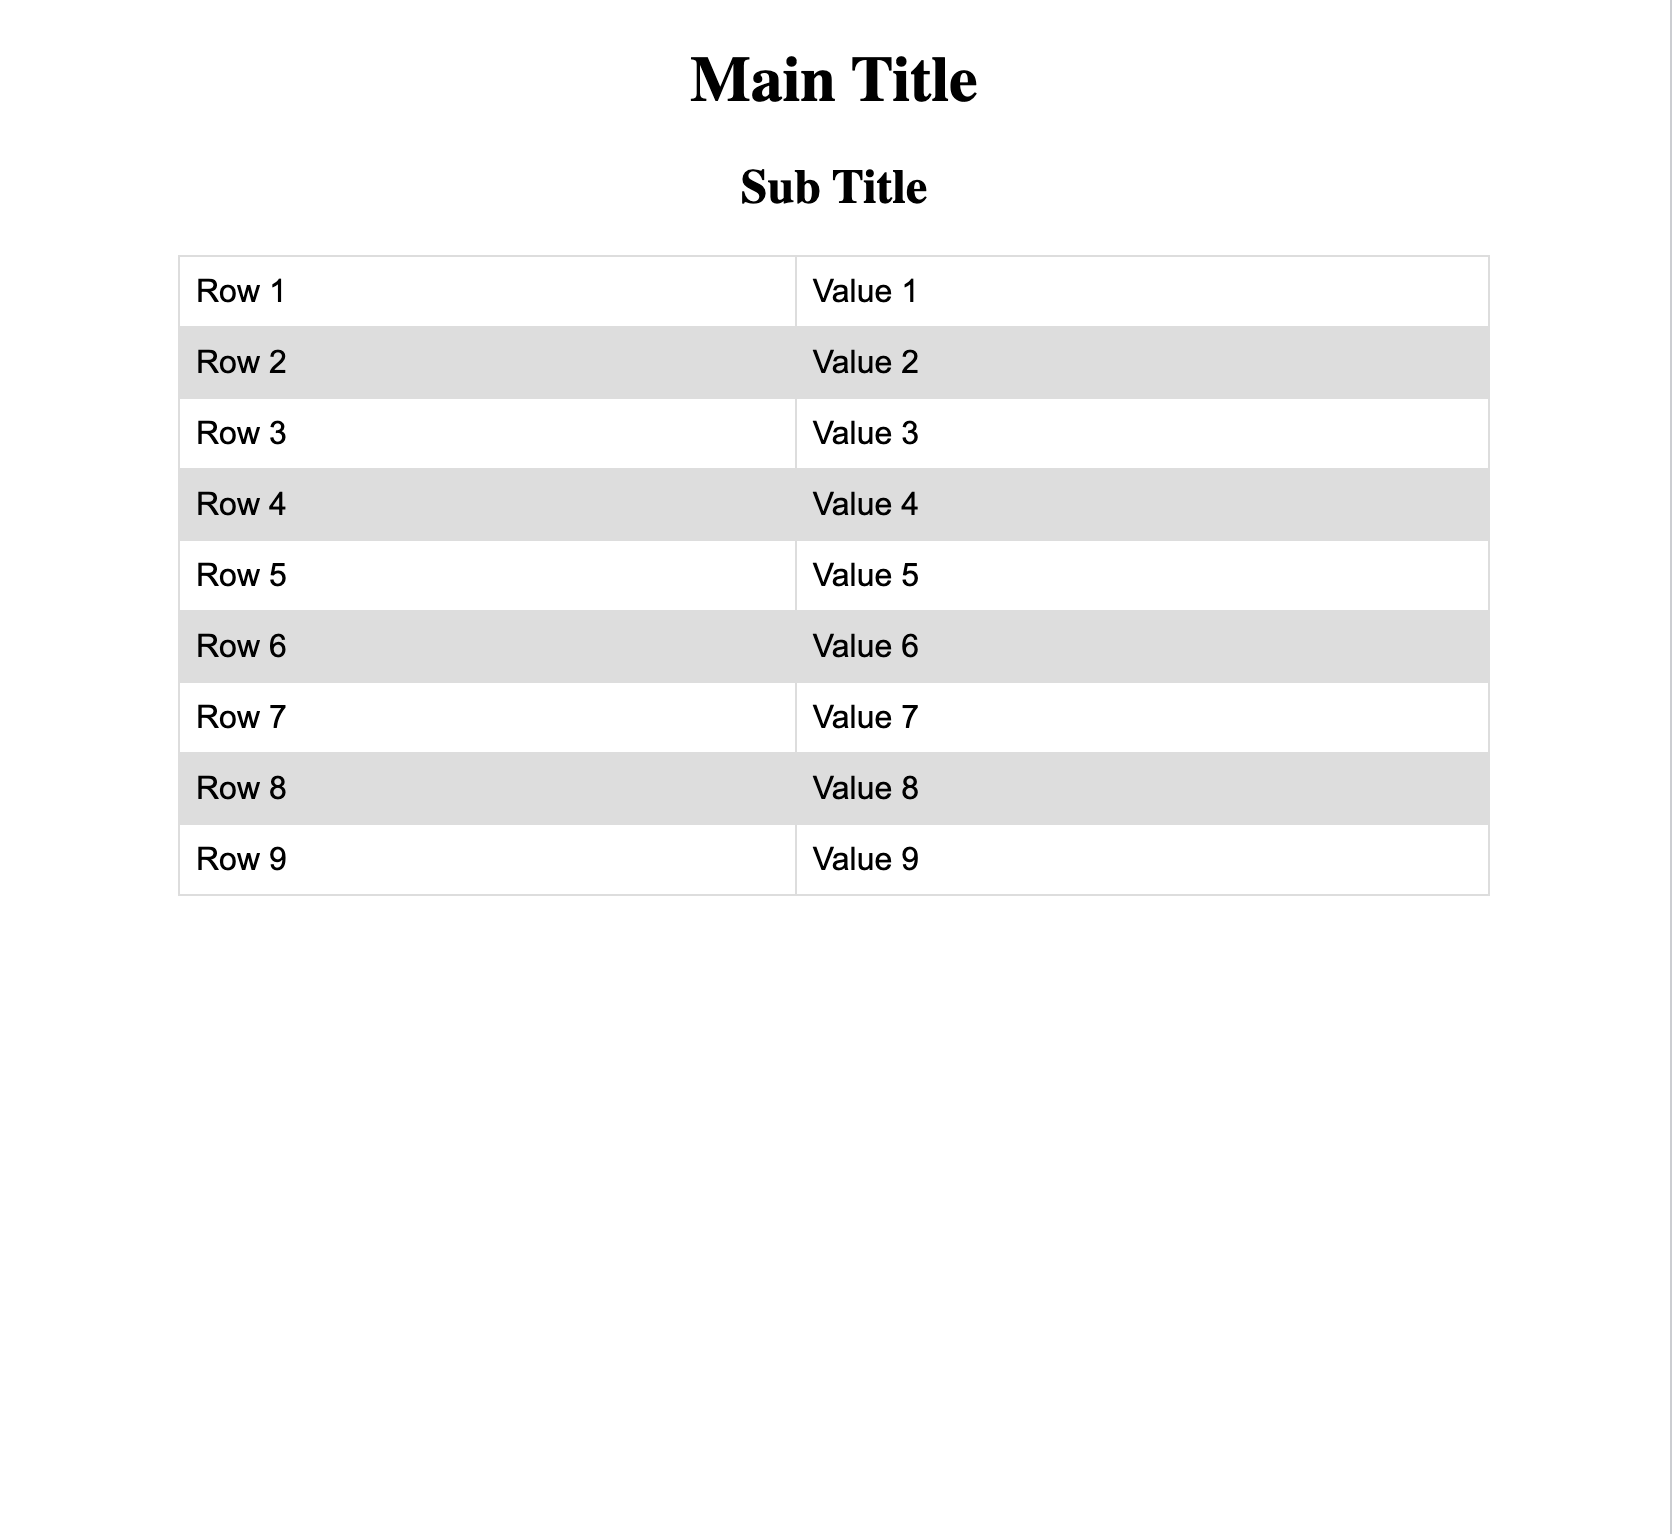 Main Title
Sub Title
Row 1 Value 1
Row 2 Value 2
Row 3 Value 3
Row 4 Value 4
Row 5 Value 5
Row 6 Value 6
Row 7 Value 7
Row 8 Value 8
Row 9 Value 9